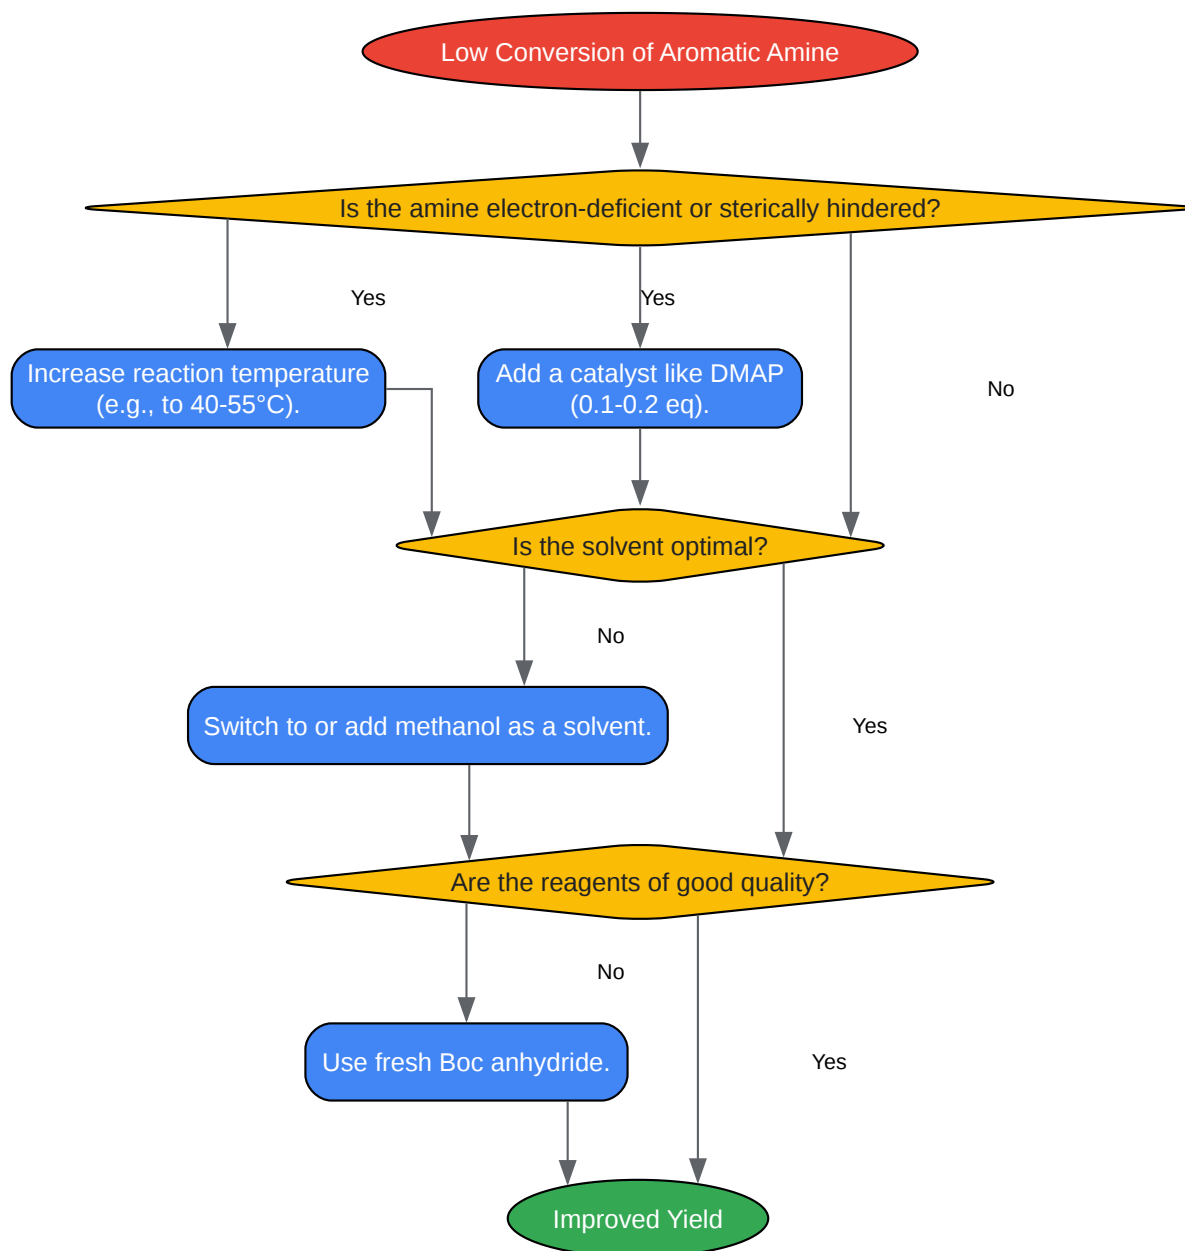 Low Conversion of Aromatic Amine
Is the amine electron-deficient or sterically hindered?
Yes
Yes
Increase reaction temperature
(e.g., to 40-55°C).
Add a catalyst like DMAP
(0.1-0.2 eq).
No
Is the solvent optimal?
No
Switch to or add methanol as a solvent.
Yes
Are the reagents of good quality?
No
Use fresh Boc anhydride.
Yes
Improved Yield